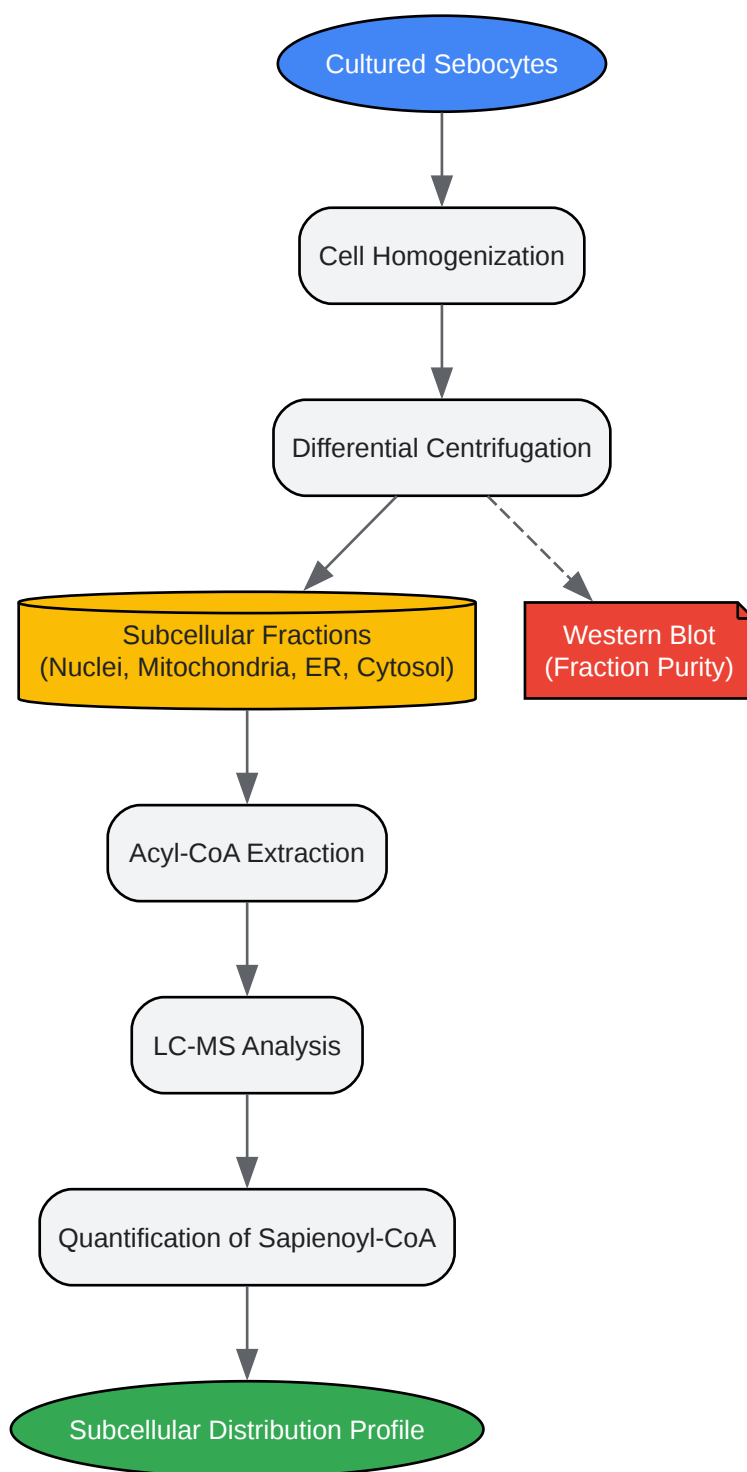 Cultured Sebocytes
Cell Homogenization
Differential Centrifugation
Subcellular Fractions
(Nuclei, Mitochondria, ER, Cytosol)
Western Blot
(Fraction Purity)
Acyl-CoA Extraction
LC-MS Analysis
Quantification of Sapienoyl-CoA
Subcellular Distribution Profile